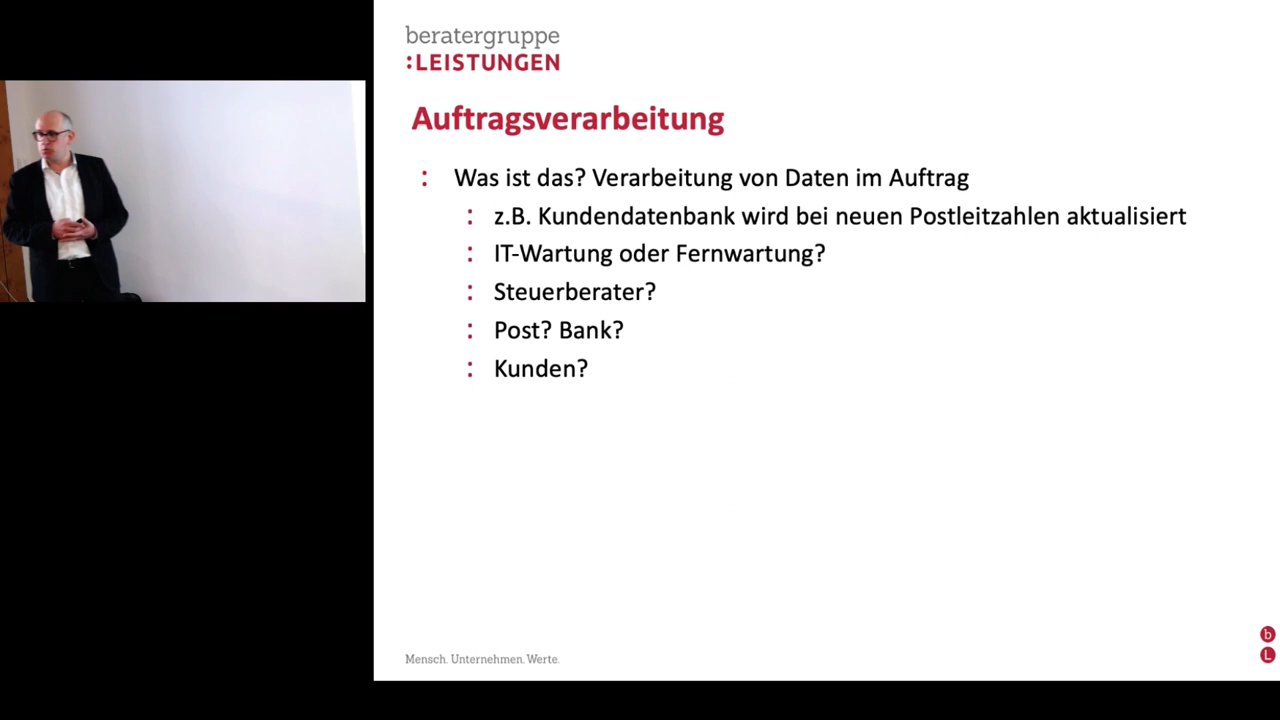 beratergruppe
:LEISTUNGEN
Auftragsverarbeitung
: Was ist das? Verarbeitung von Daten im Auftrag
: z.B. Kundendatenbank wird bei neuen Postleitzahlen aktualisiert
: IT-Wartung oder Fernwartung?
: Steuerberater?
: Post? Bank?
: Kunden?
Mensch. Unternehmen. Werte.
b
L